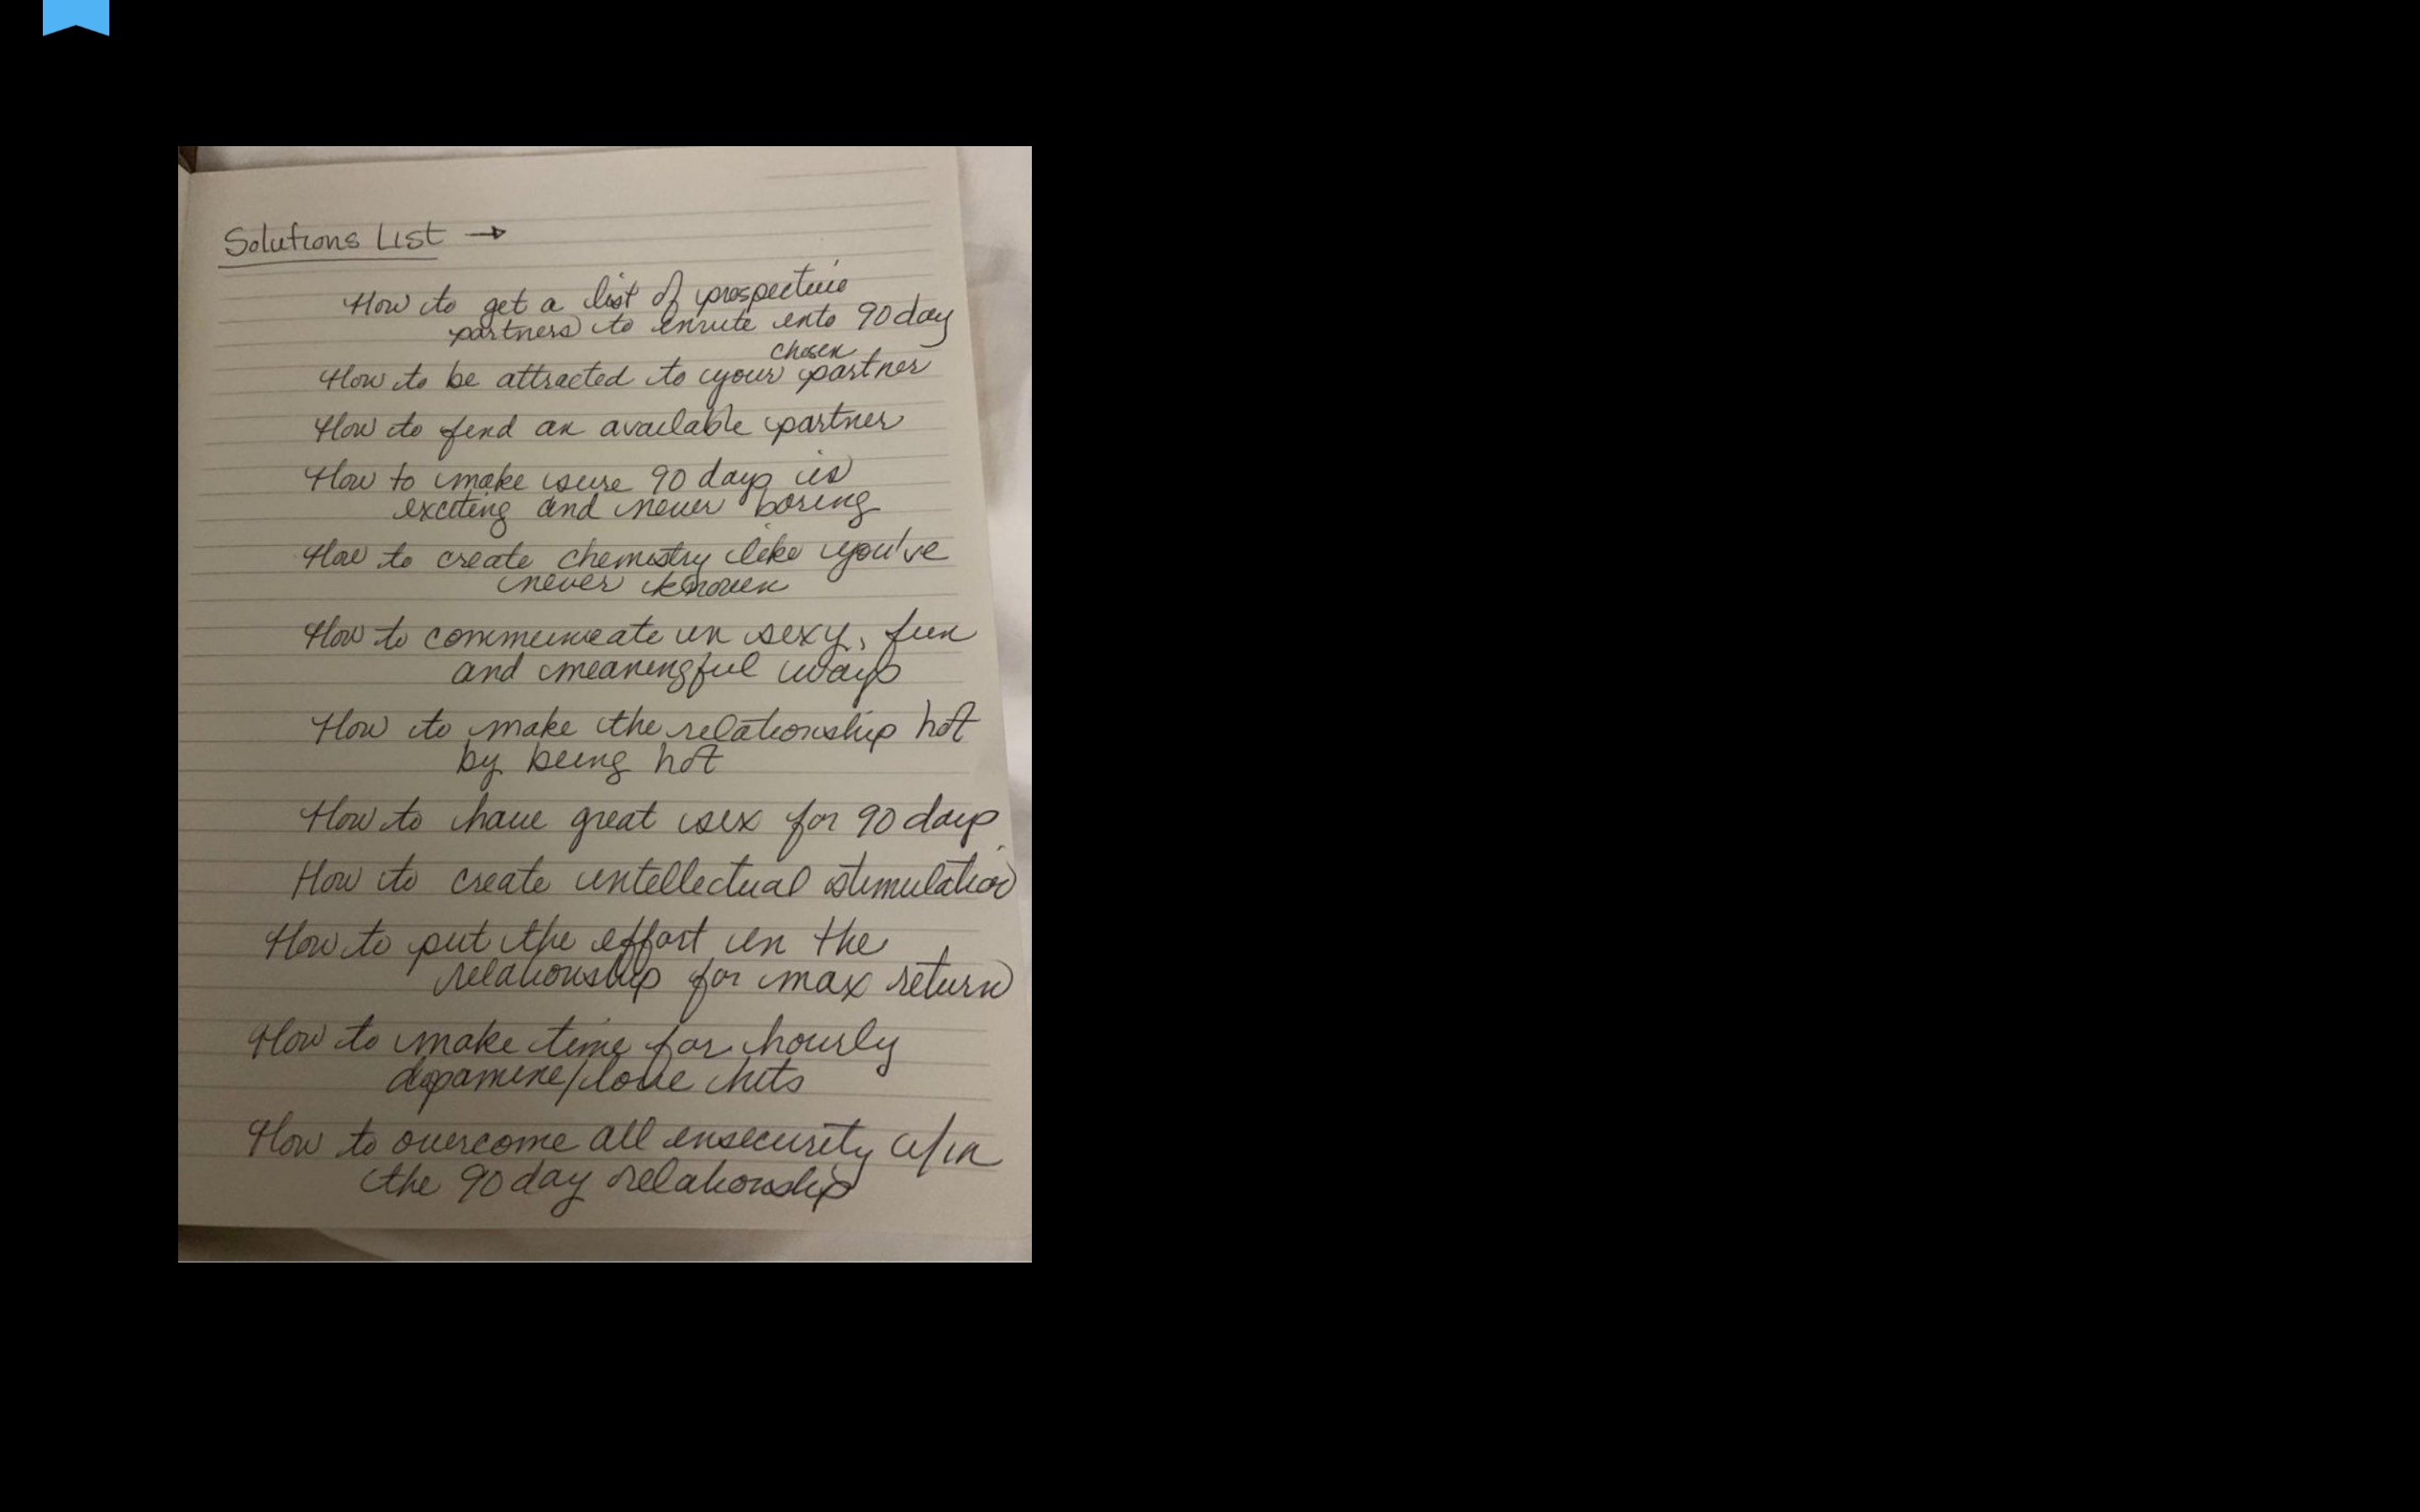 Solutions List →
How to get a list of prospective
partners to invite into 90 day
chosen
How to be attracted to your partner
How to find an available partner
How to make sure 90 days is
exciting and never boring
How to create chemistry like you've
never known
How to communicate in sexy, fun
and meaningful ways
How to make the relationship hot
by being hot
How to have great sex for 90 days
How to create intellectual stimulation
How to put the effort in the
relationship for max return
How to make time for hourly
dopamine/love hits
How to overcome all insecurity w/in
the 90 day relationship